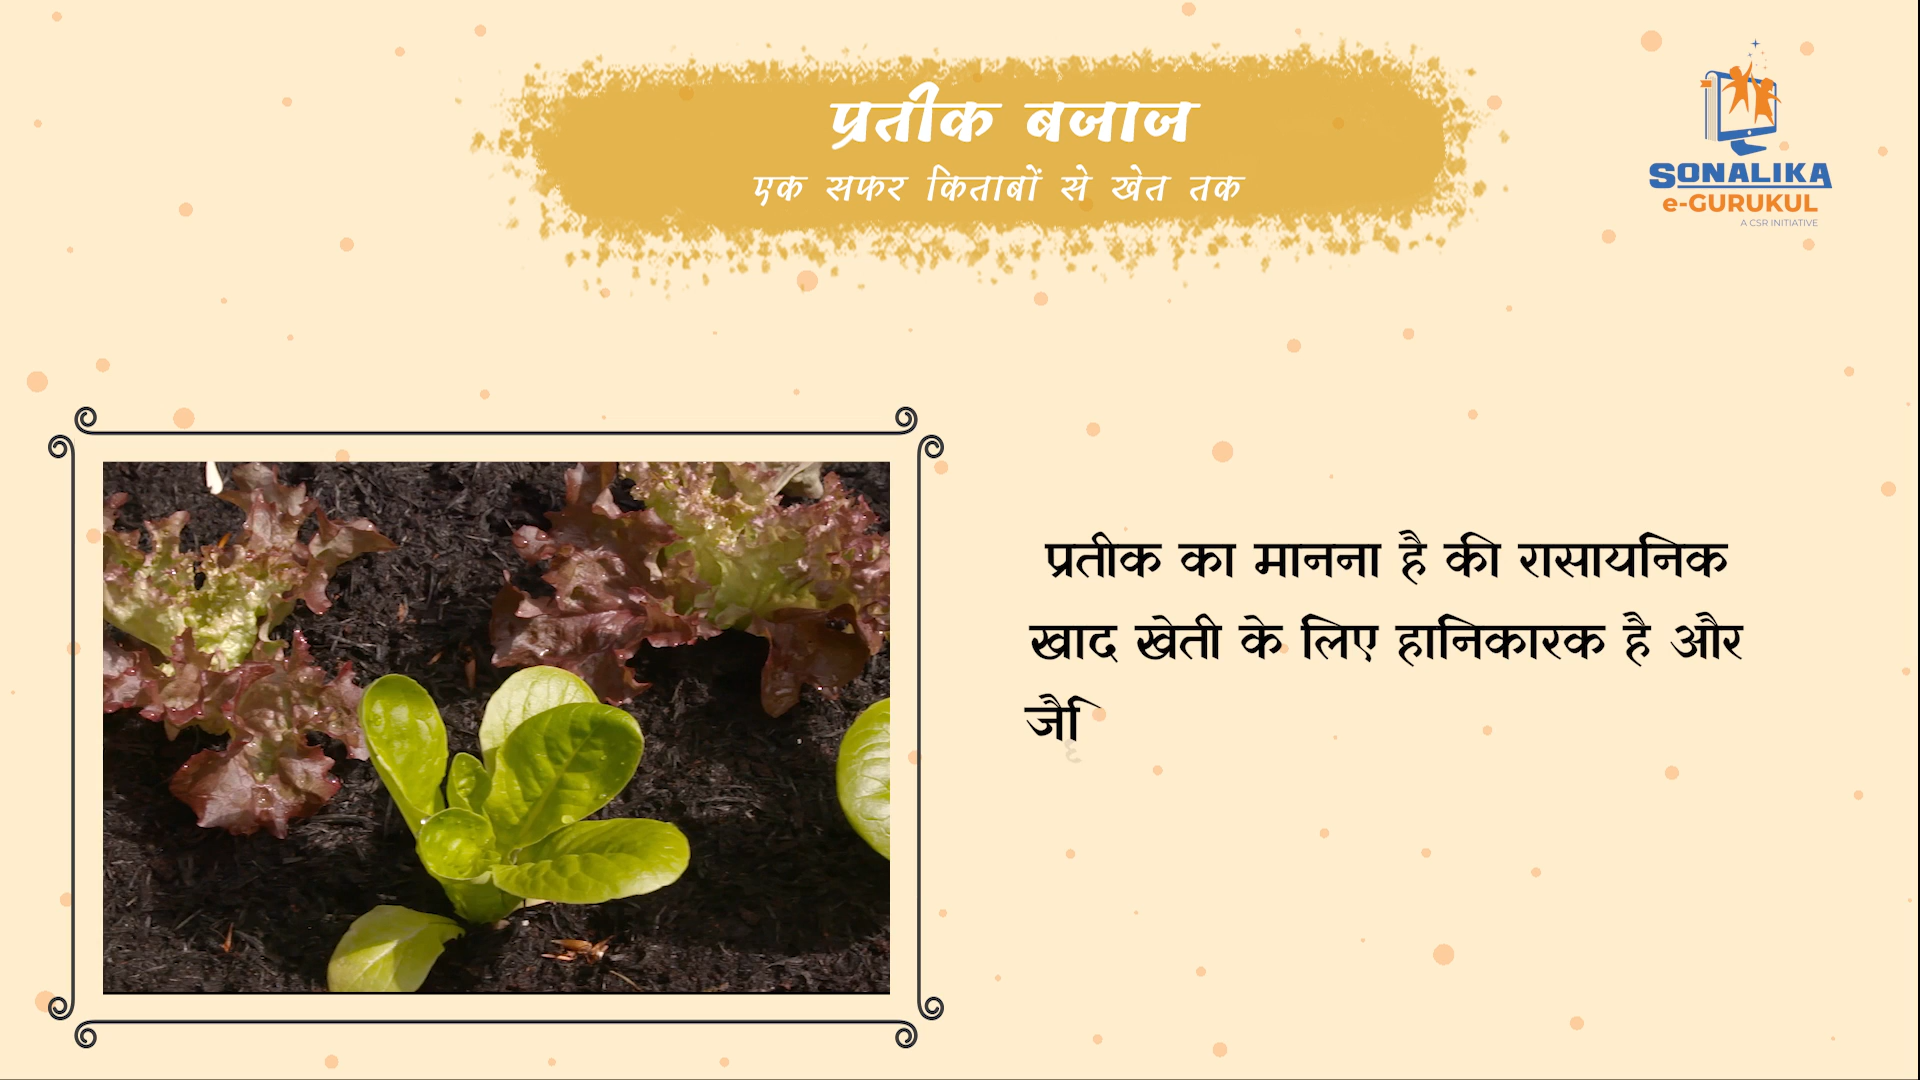 प्रतीक बजाज
एक सफर किताबों से खेत तक
SONALIKA
e-GURUKUL
A CSR INITIATIVE
प्रतीक का मानना है की रासायनिक
खाद खेती के लिए हानिकारक है और